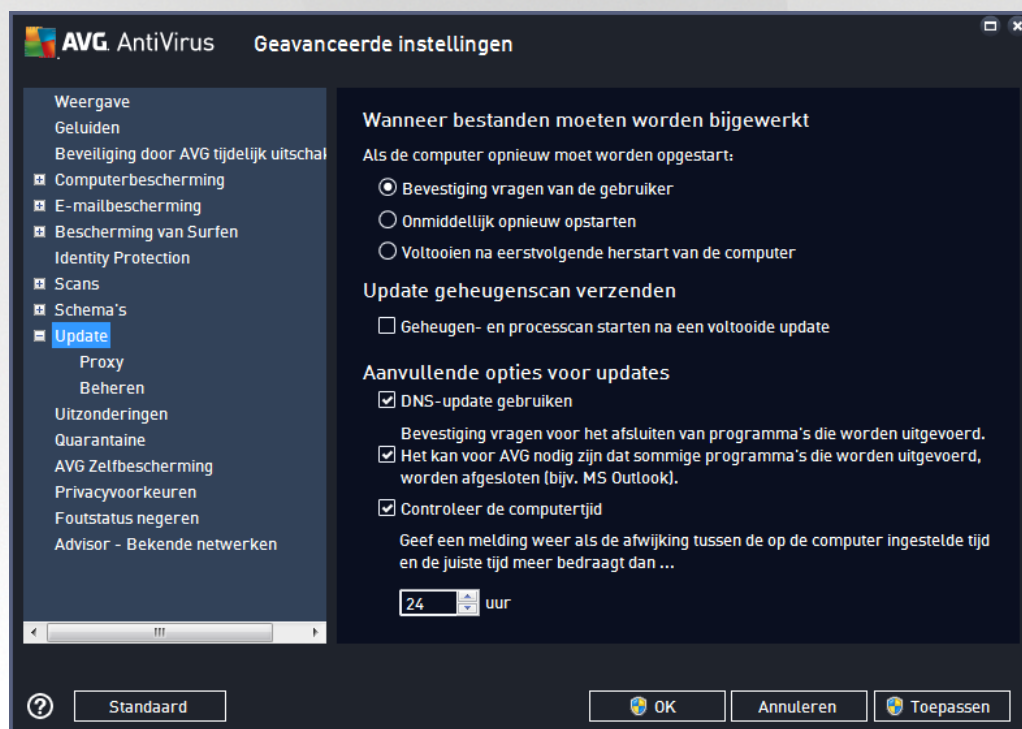 AVG. AntiVirus Geavanceerde instellingen
Weergave
Geluiden
Beveiliging door AVG tijdelijk uitschak
Computerbescherming
E-mailbescherming
Bescherming van Surfen
Identity Protection
Scans
Schema's
Update
Proxy
Beheren
Uitzonderingen
Quarantaine
AVG Zelfbescherming
Privacyvoorkeuren
Foutstatus negeren
Advisor - Bekende netwerken
Wanneer bestanden moeten worden bijgewerkt
Als de computer opnieuw moet worden opgestart:
Bevestiging vragen van de gebruiker
Onmiddellijk opnieuw opstarten
Voltooien na eerstvolgende herstart van de computer
Update geheugenscan verzenden
Geheugen- en processcan starten na een voltooide update
Aanvullende opties voor updates
DNS-update gebruiken
Bevestiging vragen voor het afsluiten van programma's die worden uitgevoerd.
Het kan voor AVG nodig zijn dat sommige programma's die worden uitgevoerd,
worden afgesloten (bijv. MS Outlook).
Controleer de computertjid
Geef een melding weer als de afwijking tussen de op de computer ingestelde tijd
en de juiste tijd meer bedraagt dan ...
24 uur
? Standaard OK Annuleren Toepassen